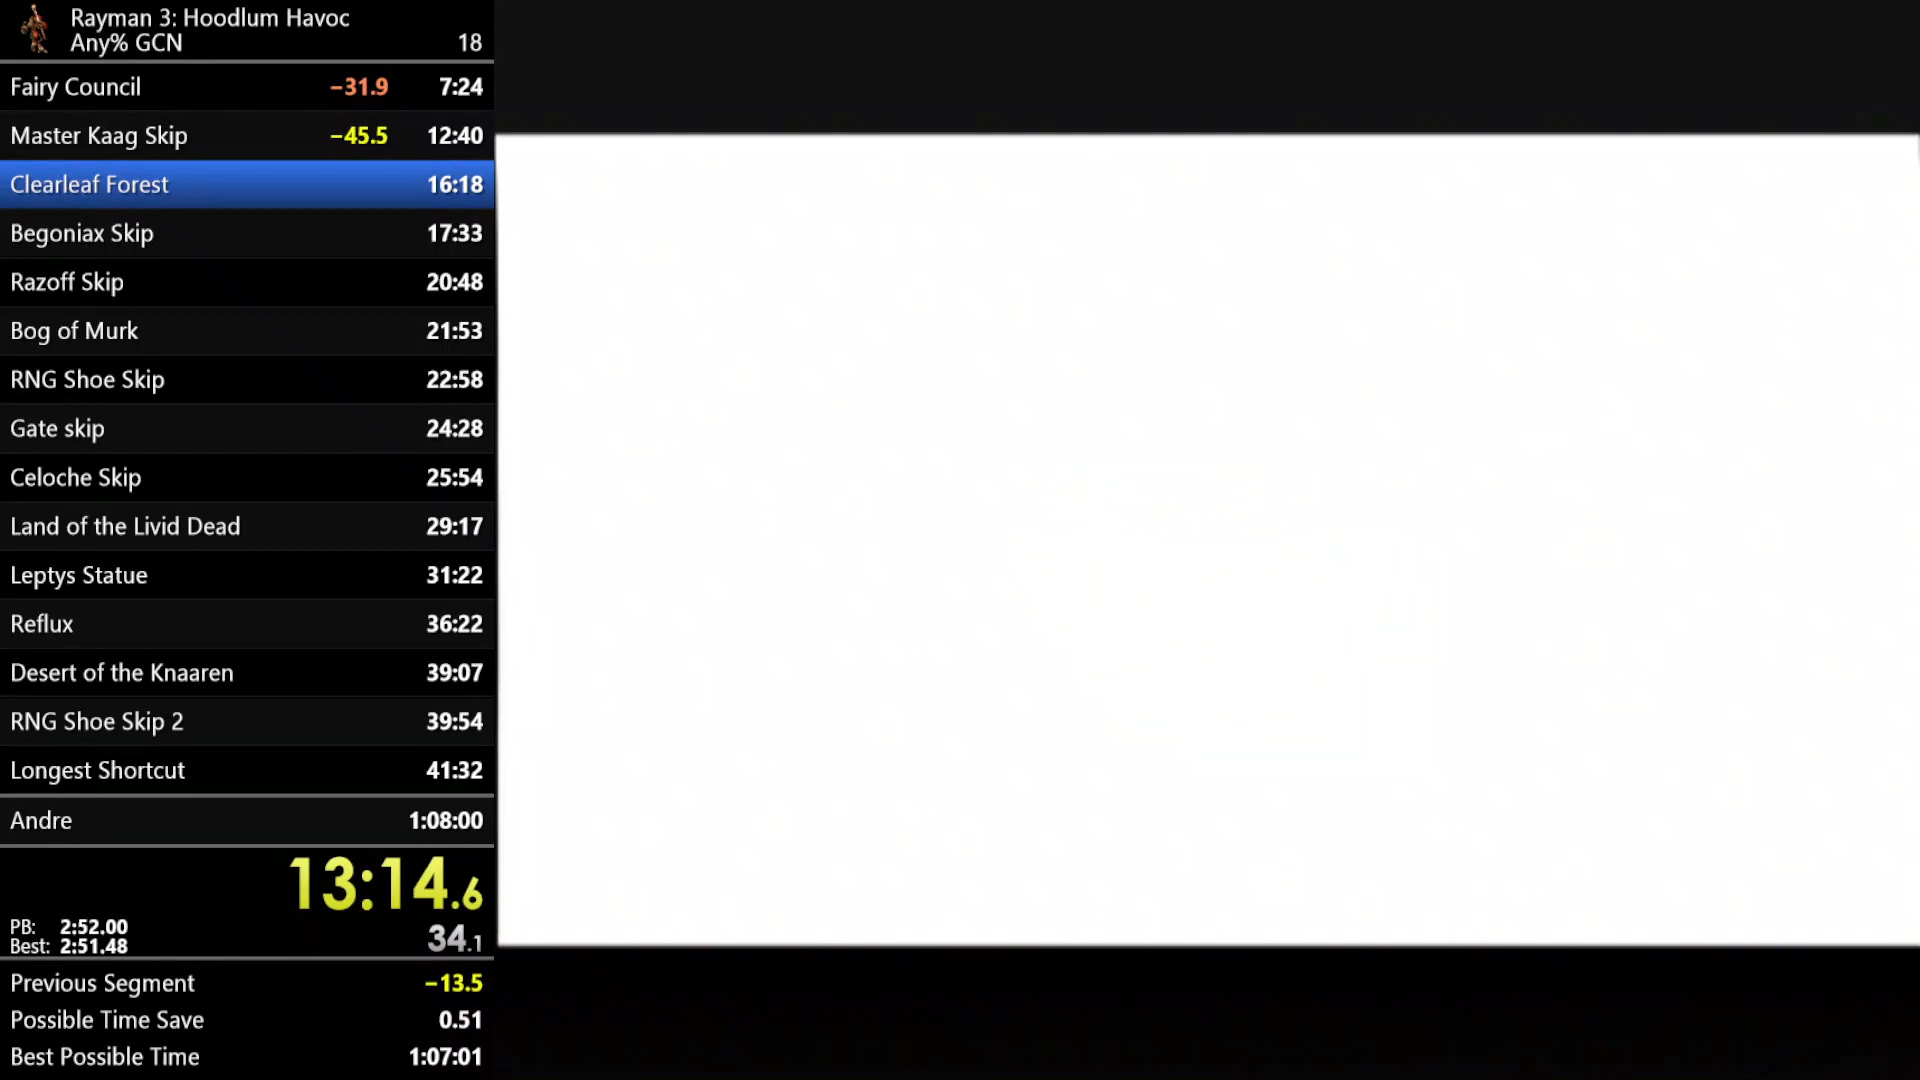 Rayman 3: Hoodlum Havoc
Any% GCN 18
Fairy Council −31.9 7:24
Master Kaag Skip −45.5 12:40
Clearleaf Forest 16:18
Begoniax Skip 17:33
Razoff Skip 20:48
Bog of Murk 21:53
RNG Shoe Skip 22:58
Gate skip 24:28
Celoche Skip 25:54
Land of the Livid Dead 29:17
Leptys Statue 31:22
Reflux 36:22
Desert of the Knaaren 39:07
RNG Shoe Skip 2 39:54
Longest Shortcut 41:32
Andre 1:08:00
13:14.6
PB: 2:52.00
Best: 2:51.48 34.1
Previous Segment −13.5
Possible Time Save 0.51
Best Possible Time 1:07:01